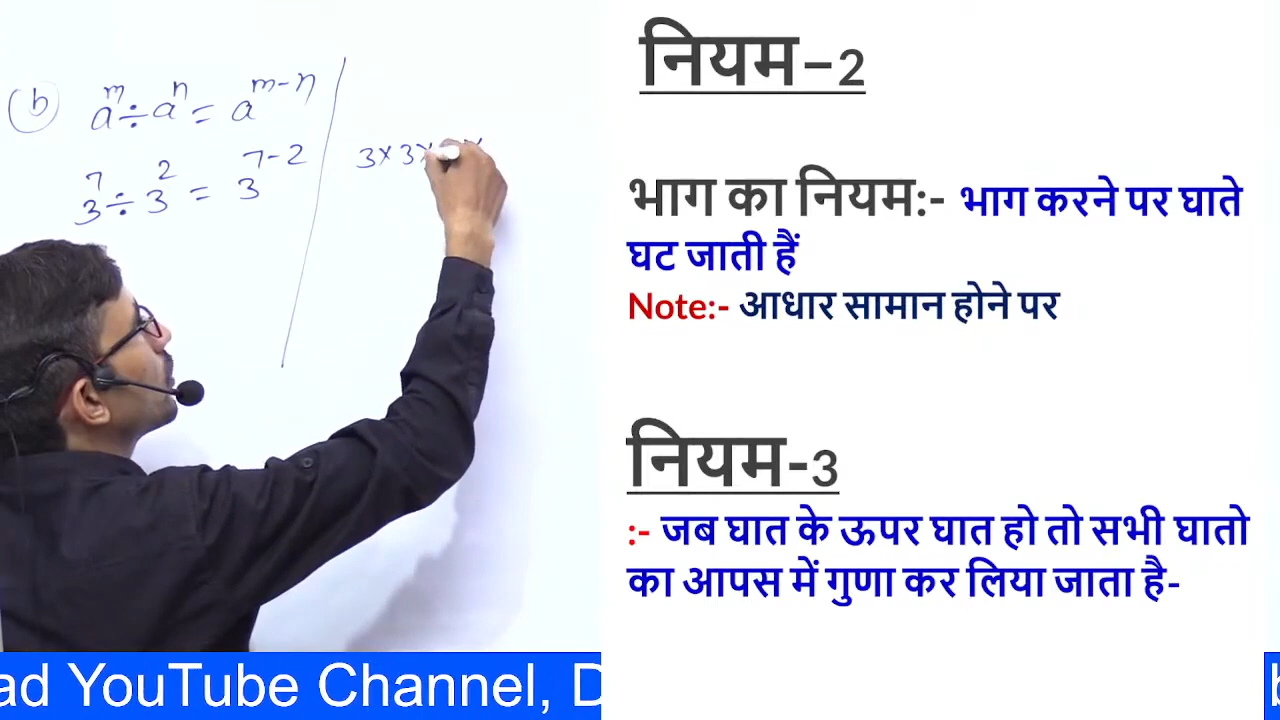 (b) a^m ÷ a^n = a^(m-n)
3^7 ÷ 3^2 = 3^(7-2)
3×3×
नियम–2
भाग का नियम:- भाग करने पर घाते
घट जाती हैं
Note:- आधार सामान होने पर
नियम-3
:- जब घात के ऊपर घात हो तो सभी घातो
का आपस में गुणा कर लिया जाता है-
ad YouTube Channel, D